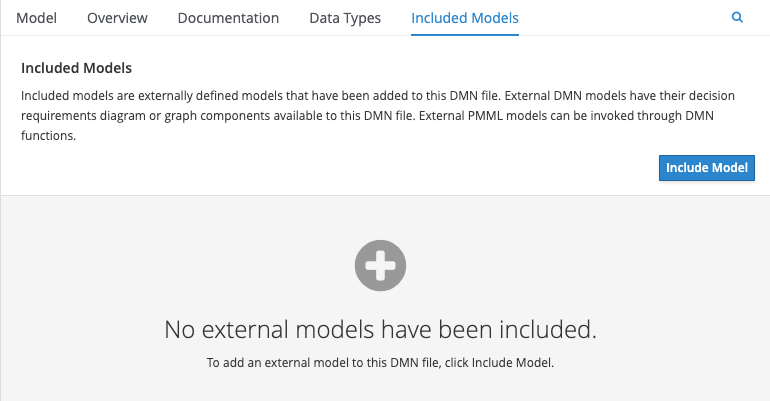 Model Overview Documentation Data Types Included Models
Included Models
Included models are externally defined models that have been added to this DMN file. External DMN models have their decision
requirements diagram or graph components available to this DMN file. External PMML models can be invoked through DMN
functions.
Include Model
No external models have been included.
To add an external model to this DMN file, click Include Model.